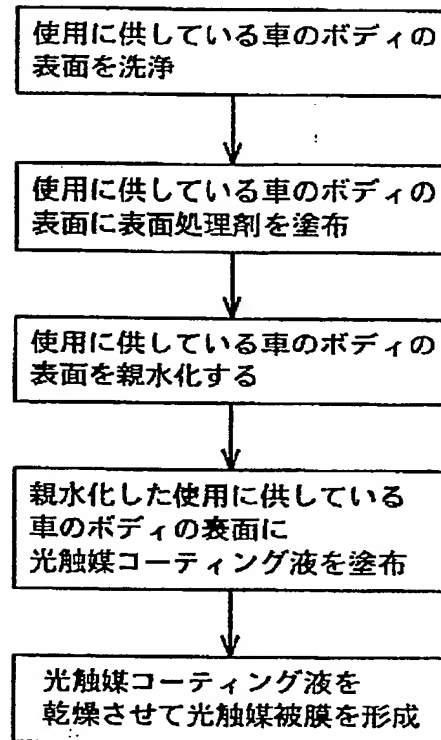 使用に供している車のボディの
表面を洗浄
使用に供している車のボディの
表面に表面処理剤を塗布
使用に供している車のボディの
表面を親水化する
親水化した使用に供している
車のボディの表面に
光触媒コーティング液を塗布
光触媒コーティング液を
乾燥させて光触媒被膜を形成